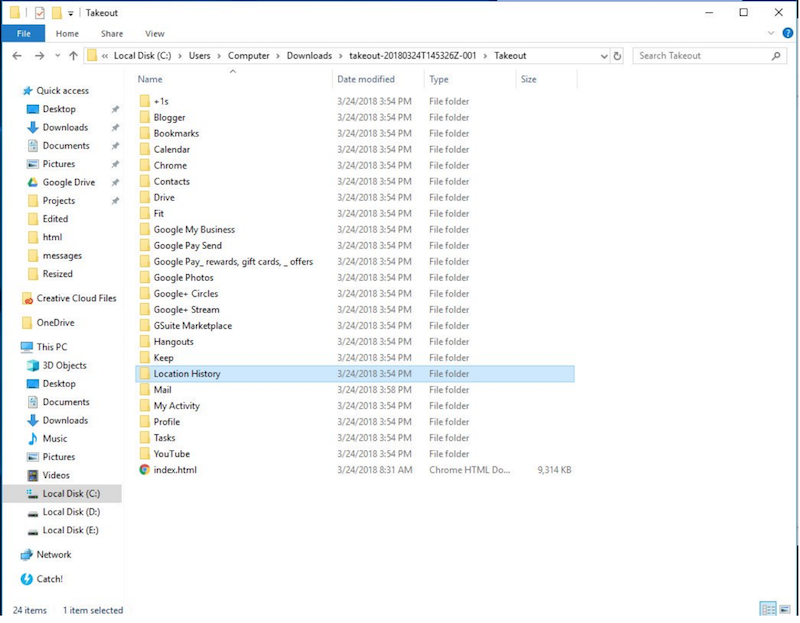 Takeout
File Home Share View
« Local Disk (C:) > Users > Computer > Downloads > takeout-20180324T145326Z-001 > Takeout Search Takeout
Name Date modified Type Size
Quick access
Desktop
Downloads
Documents
Pictures
Google Drive
Projects
Edited
html
messages
Resized
Creative Cloud Files
OneDrive
This PC
3D Objects
Desktop
Documents
Downloads
Music
Pictures
Videos
Local Disk (C:)
Local Disk (D:)
Local Disk (E:)
Network
Catch!
+1s 3/24/2018 3:54 PM File folder
Blogger 3/24/2018 3:54 PM File folder
Bookmarks 3/24/2018 3:54 PM File folder
Calendar 3/24/2018 3:54 PM File folder
Chrome 3/24/2018 3:54 PM File folder
Contacts 3/24/2018 3:54 PM File folder
Drive 3/24/2018 3:54 PM File folder
Fit 3/24/2018 3:54 PM File folder
Google My Business 3/24/2018 3:54 PM File folder
Google Pay Send 3/24/2018 3:54 PM File folder
Google Pay_ rewards, gift cards, _ offers 3/24/2018 3:54 PM File folder
Google Photos 3/24/2018 3:54 PM File folder
Google+ Circles 3/24/2018 3:54 PM File folder
Google+ Stream 3/24/2018 3:54 PM File folder
GSuite Marketplace 3/24/2018 3:54 PM File folder
Hangouts 3/24/2018 3:54 PM File folder
Keep 3/24/2018 3:54 PM File folder
Location History 3/24/2018 3:54 PM File folder
Mail 3/24/2018 3:58 PM File folder
My Activity 3/24/2018 3:54 PM File folder
Profile 3/24/2018 3:54 PM File folder
Tasks 3/24/2018 3:54 PM File folder
YouTube 3/24/2018 3:54 PM File folder
index.html 3/24/2018 8:31 AM Chrome HTML Do... 9,314 KB
24 items 1 item selected